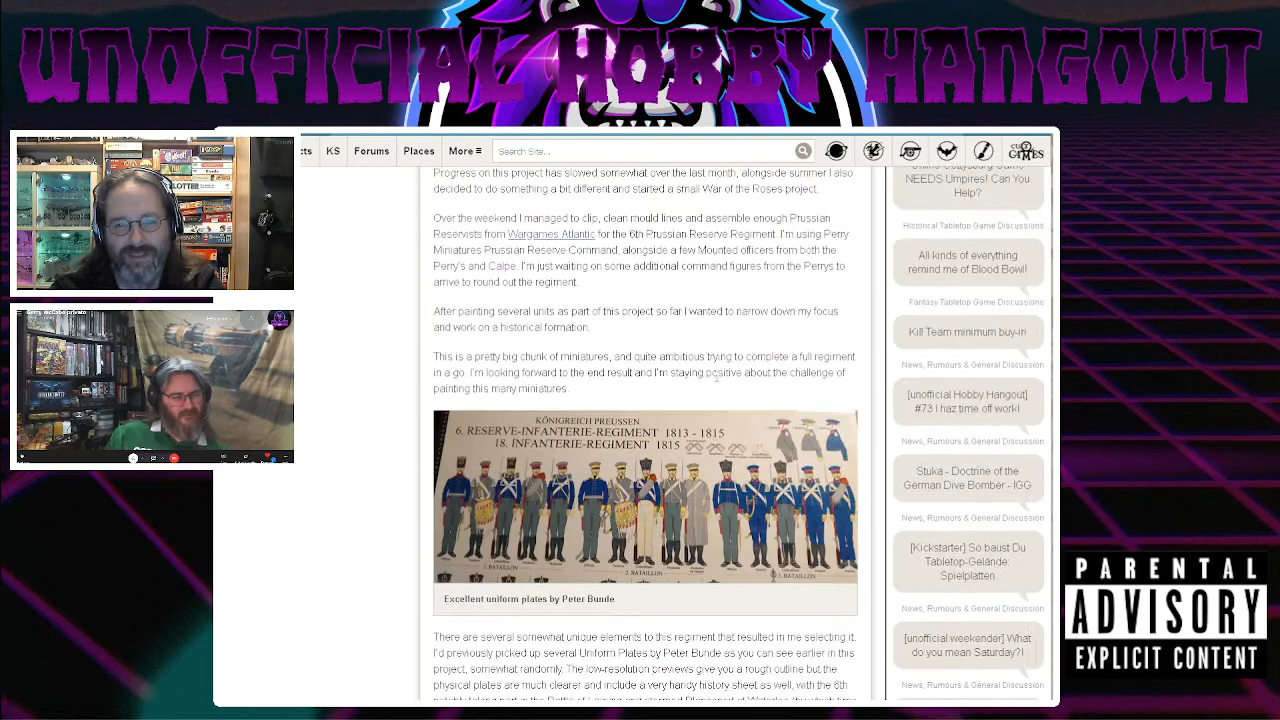 UNOFFICIAL HOBBY HANGOUT
cts KS Forums Places More Search Site...
Progress on this project has slowed somewhat over the last month, alongside summer I also
decided to do something a bit different and started a small War of the Roses project.
Over the weekend I managed to clip, clean mould lines and assemble enough Prussian
Reservists from Wargames Atlantic for the 6th Prussian Reserve Regiment. I'm using Perry
Miniatures Prussian Reserve Command, alongside a few Mounted officers from both the
Perry's and Calpe. I'm just waiting on some additional command figures from the Perrys to
arrive to round out the regiment.
After painting several units as part of this project so far I wanted to narrow down my focus
and work on a historical formation.
This is a pretty big chunk of miniatures, and quite ambitious trying to complete a full regiment
in a go. I'm looking forward to the end result and I'm staying positive about the challenge of
painting this many miniatures.
KÖNIGREICH PREUSSEN
6. RESERVE-INFANTERIE-REGIMENT 1813 - 1815
18. INFANTERIE-REGIMENT 1815
1. BATAILLON
2. BATAILLON
3. BATAILLON
Excellent uniform plates by Peter Bunde
There are several somewhat unique elements to this regiment that resulted in me selecting it.
I'd previously picked up several Uniform Plates by Peter Bunde as you can see earlier in this
project, somewhat randomly. The low-resolution previews give you a rough outline but the
physical plates are much clearer and include a very handy history sheet as well, with the 6th
NEEDS Umpires! Can You
Help?
Historical Tabletop Game Discussions
All kinds of everything
remind me of Blood Bowl!
Fantasy Tabletop Game Discussions
Kill Team minimum buy-in
News, Rumours & General Discussion
[unofficial Hobby Hangout]
#73 I haz time off work!
News, Rumours & General Discussion
Stuka - Doctrine of the
German Dive Bomber - IGG
News, Rumours & General Discussion
[Kickstarter] So baust Du
Tabletop-Gelände:
Spielplatten
News, Rumours & General Discussion
[unofficial weekender] What
do you mean Saturday?!
News, Rumours & General Discussion
Gerry mccabe privato
PARENTAL
ADVISORY
EXPLICIT CONTENT